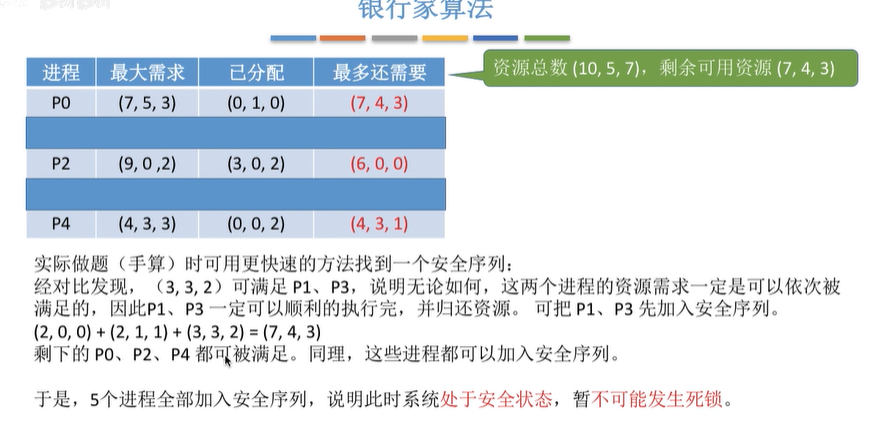 银行家算法
资源总数 (10, 5, 7)，剩余可用资源 (7, 4, 3)
进程 最大需求 已分配 最多还需要
P0 (7, 5, 3) (0, 1, 0) (7, 4, 3)
P2 (9, 0 ,2) (3, 0, 2) (6, 0, 0)
P4 (4, 3, 3) (0, 0, 2) (4, 3, 1)
实际做题（手算）时可用更快速的方法找到一个安全序列：
经对比发现，（3, 3, 2）可满足 P1、P3，说明无论如何，这两个进程的资源需求一定是可以依次被
满足的，因此P1、P3 一定可以顺利的执行完，并归还资源。 可把 P1、P3 先加入安全序列。
(2, 0, 0) + (2, 1, 1) + (3, 3, 2) = (7, 4, 3)
剩下的 P0、P2、P4 都可被满足。同理，这些进程都可以加入安全序列。
于是，5个进程全部加入安全序列，说明此时系统处于安全状态，暂不可能发生死锁。